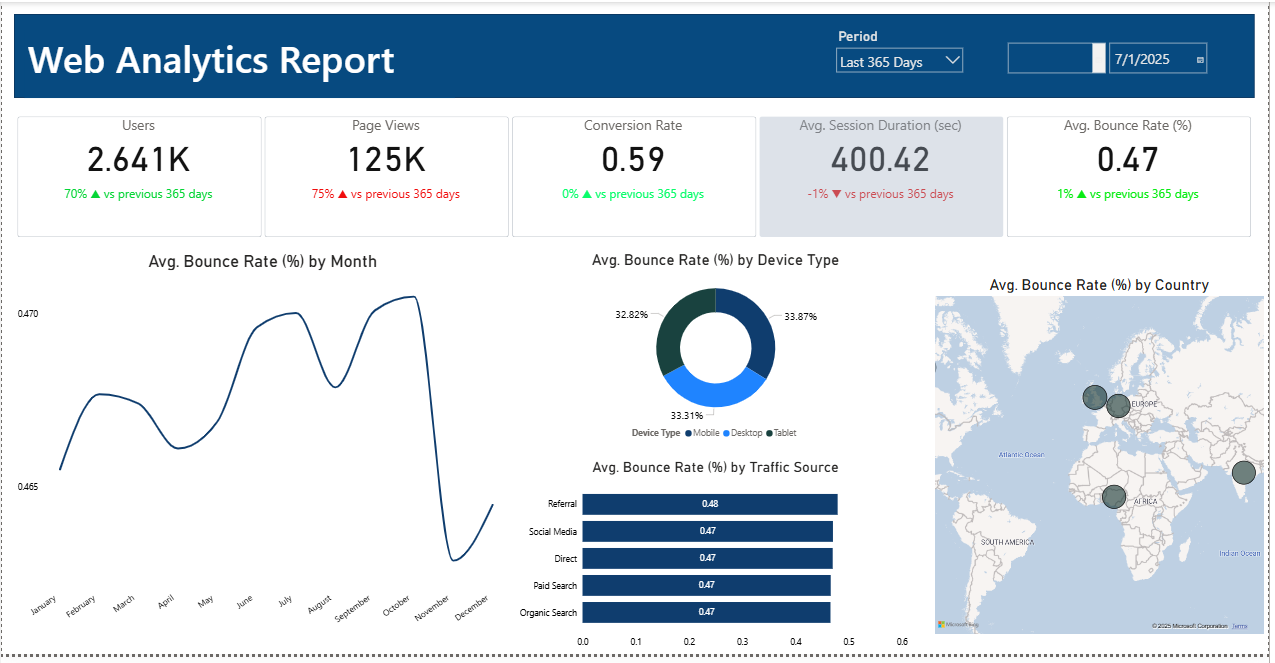 Web Analytics Report
Period
Last 365 Days
7/1/2025
Users
2.641K
70% ▲ vs previous 365 days
Page Views
125K
75% ▲ vs previous 365 days
Conversion Rate
0.59
0% ▲ vs previous 365 days
Avg. Session Duration (sec)
400.42
-1% ▼ vs previous 365 days
Avg. Bounce Rate (%)
0.47
1% ▲ vs previous 365 days
Avg. Bounce Rate (%) by Month
0.470
0.465
January
February
March
April
May
June
July
August
September
October
November
December
Avg. Bounce Rate (%) by Device Type
32.82%
33.87%
33.31%
Device Type Mobile Desktop Tablet
Avg. Bounce Rate (%) by Traffic Source
Referral 0.48
Social Media 0.47
Direct 0.47
Paid Search 0.47
Organic Search 0.47
0.0 0.1 0.2 0.3 0.4 0.5 0.6
Avg. Bounce Rate (%) by Country
EUROPE
Atlantic Ocean
AFRICA
SOUTH AMERICA
Indian Ocean
Microsoft Bing
© 2025 Microsoft Corporation Terms